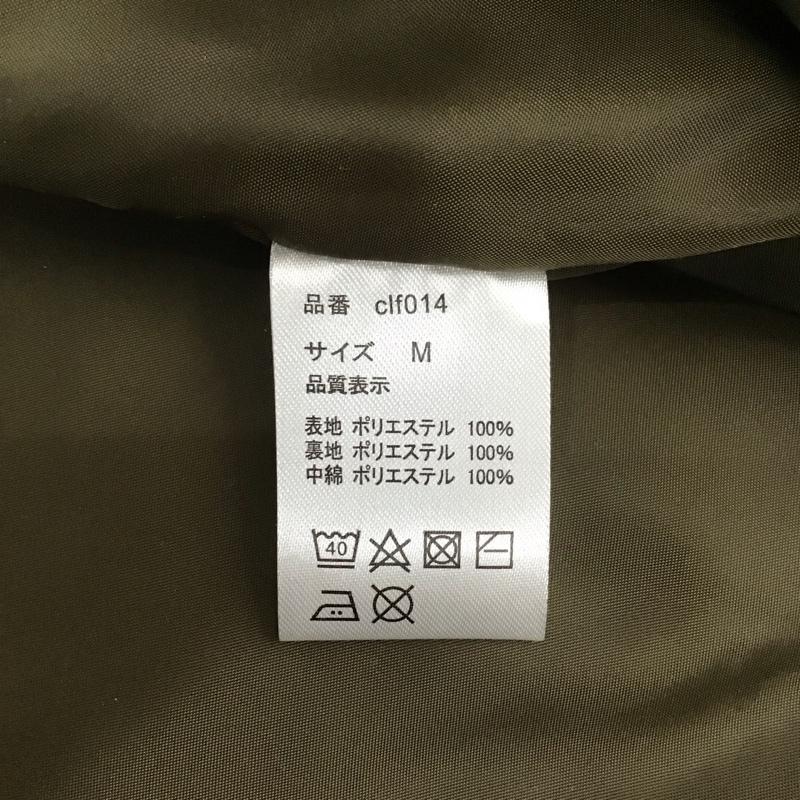 品番 clf014
サイズ M
品質表示
表地 ポリエステル 100%
裏地 ポリエステル 100%
中綿 ポリエステル 100%
40